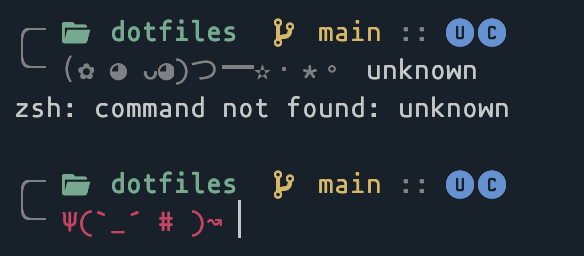 dotfiles main :: U C
(✿ ◕ ᴗ◕)つ━━☆・*。 unknown
zsh: command not found: unknown
dotfiles main :: U C
Ψ(`_´ # )↝